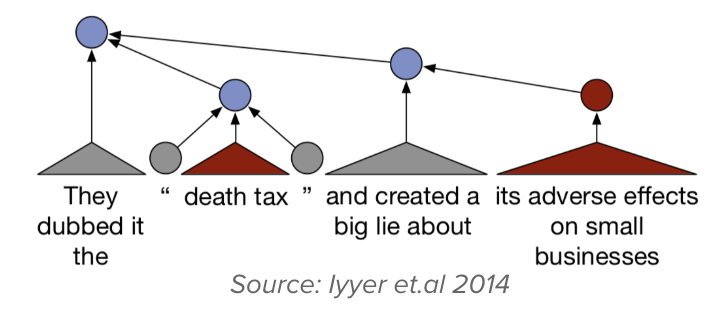 They dubbed it the
“ death tax ”
and created a big lie about
its adverse effects on small businesses
Source: Iyyer et.al 2014